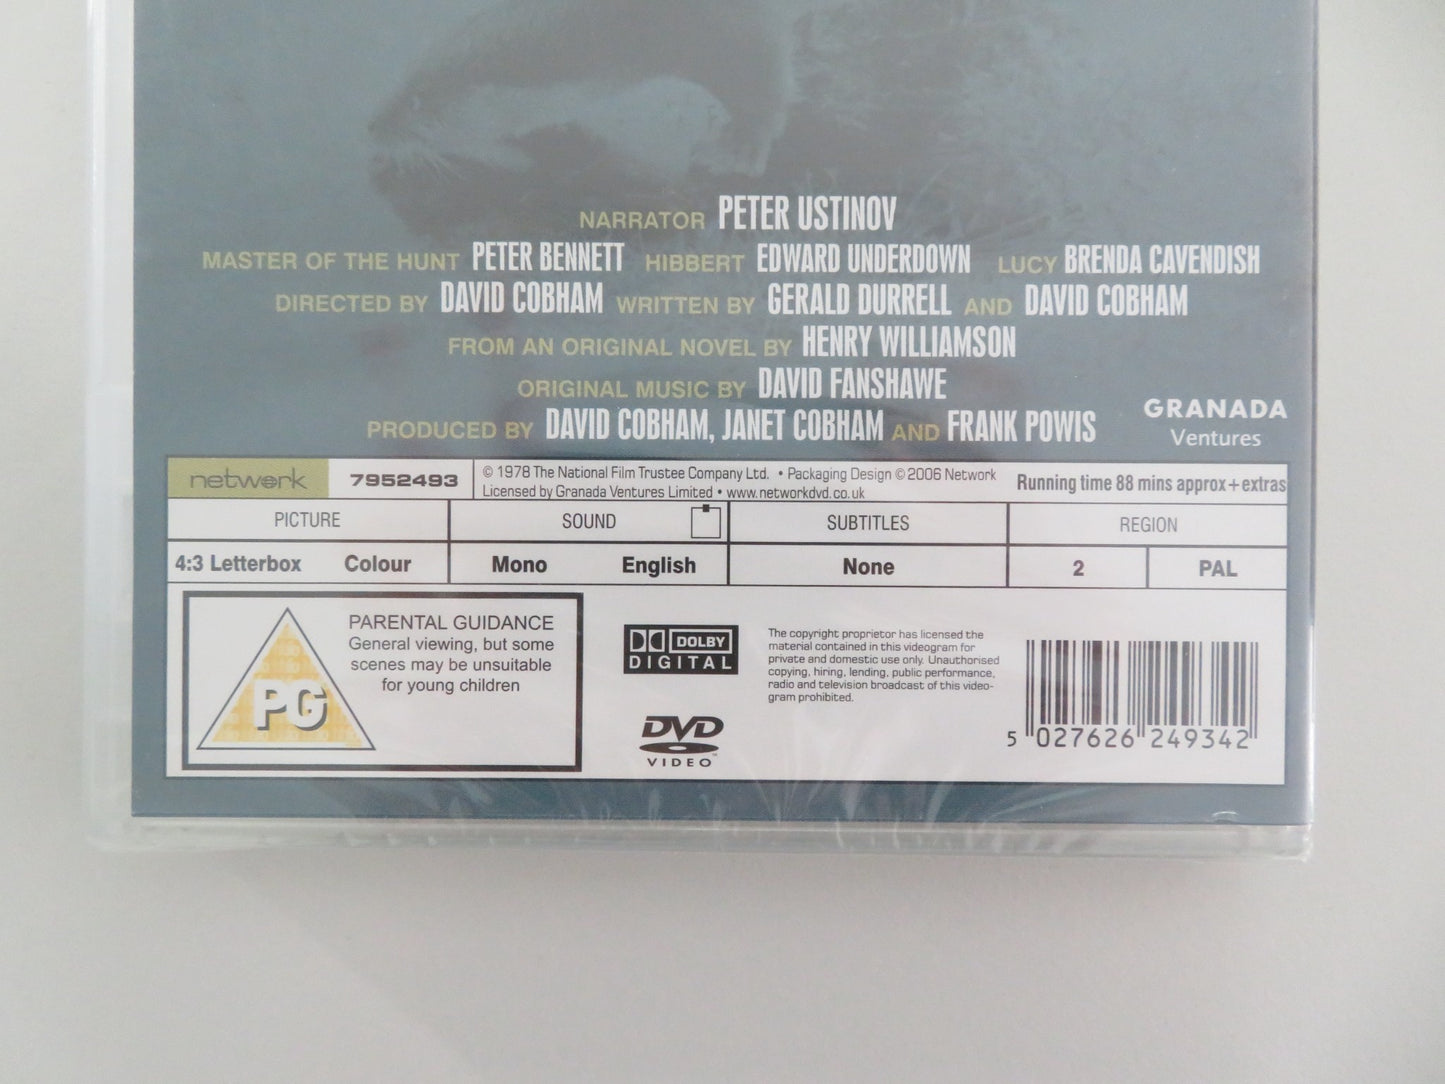 NARRATOR PETER USTINOV
MASTER OF THE HUNT PETER BENNETT HIBBERT EDWARD UNDERDOWN LUCY BRENDA CAVENDISH
DIRECTED BY DAVID COBHAM WRITTEN BY GERALD DURRELL AND DAVID COBHAM
FROM AN ORIGINAL NOVEL BY HENRY WILLIAMSON
ORIGINAL MUSIC BY DAVID FANSHAWE
PRODUCED BY DAVID COBHAM, JANET COBHAM AND FRANK POWIS
GRANADA
Ventures
network
7952493
© 1978 The National Film Trustee Company Ltd. • Packaging Design © 2006 Network
Licensed by Granada Ventures Limited • www.networkdvd.co.uk
Running time 88 mins approx + extras
PICTURE SOUND SUBTITLES REGION
4:3 Letterbox Colour Mono English None 2 PAL
PG
PARENTAL GUIDANCE
General viewing, but some
scenes may be unsuitable
for young children
DOLBY
DIGITAL
DVD
VIDEO™
The copyright proprietor has licensed the
material contained in this videogram for
private and domestic use only. Unauthorised
copying, hiring, lending, public performance,
radio and television broadcast of this video-
gram prohibited.
5 027626 249342